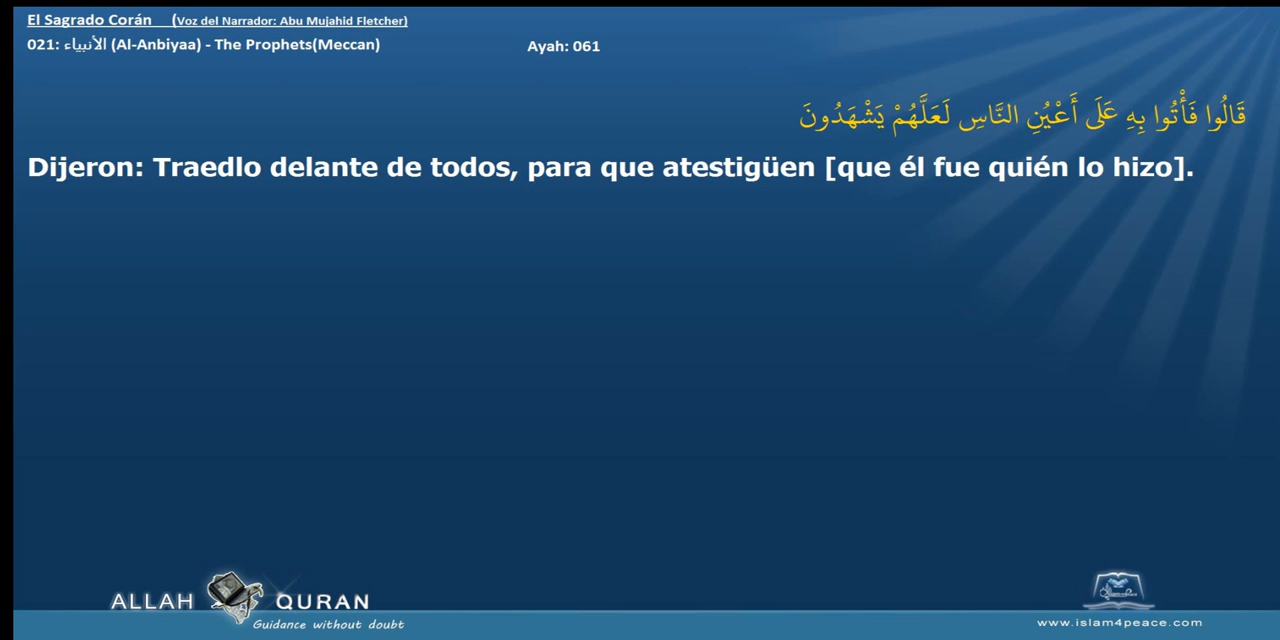 El Sagrado Corán (Voz del Narrador: Abu Mujahid Fletcher)
021: الأنبياء (Al-Anbiyaa) - The Prophets(Meccan) Ayah: 061
قَالُوا فَأْتُوا بِهِ عَلَى أَعْيُنِ النَّاسِ لَعَلَّهُمْ يَشْهَدُونَ
Dijeron: Traedlo delante de todos, para que atestigüen [que él fue quién lo hizo].
ALLAH QURAN
Guidance without doubt
www.islam4peace.com